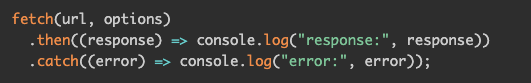 fetch(url, options)
  .then((response) => console.log("response:", response))
  .catch((error) => console.log("error:", error));